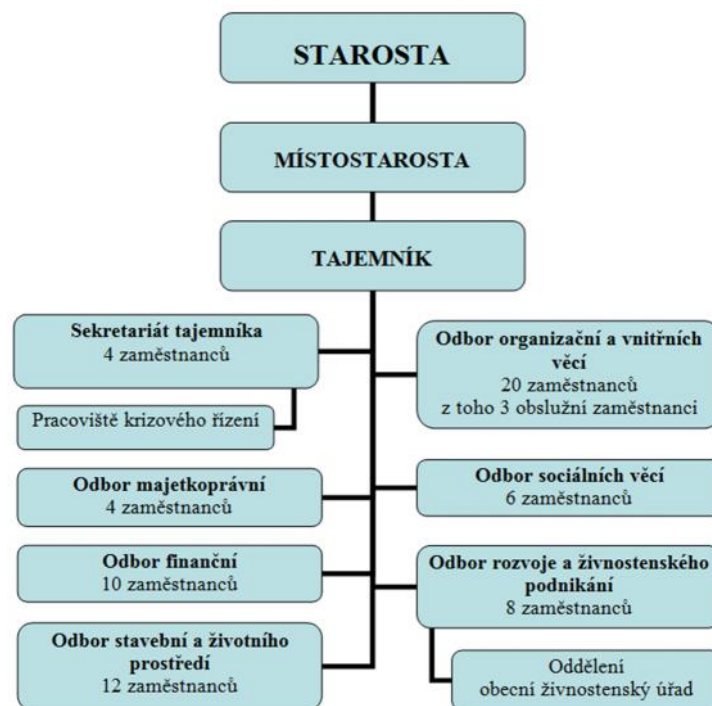 STAROSTA
MÍSTOSTAROSTA
TAJEMNÍK
Sekretariát tajemníka
4 zaměstnanců
Pracoviště krizového řízení
Odbor majetkoprávní
4 zaměstnanců
Odbor finanční
10 zaměstnanců
Odbor stavební a životního
prostředí
12 zaměstnanců
Odbor organizační a vnitřních
věcí
20 zaměstnanců
z toho 3 obslužní zaměstnanci
Odbor sociálních věcí
6 zaměstnanců
Odbor rozvoje a živnostenského
podnikání
8 zaměstnanců
Oddělení
obecní živnostenský úřad